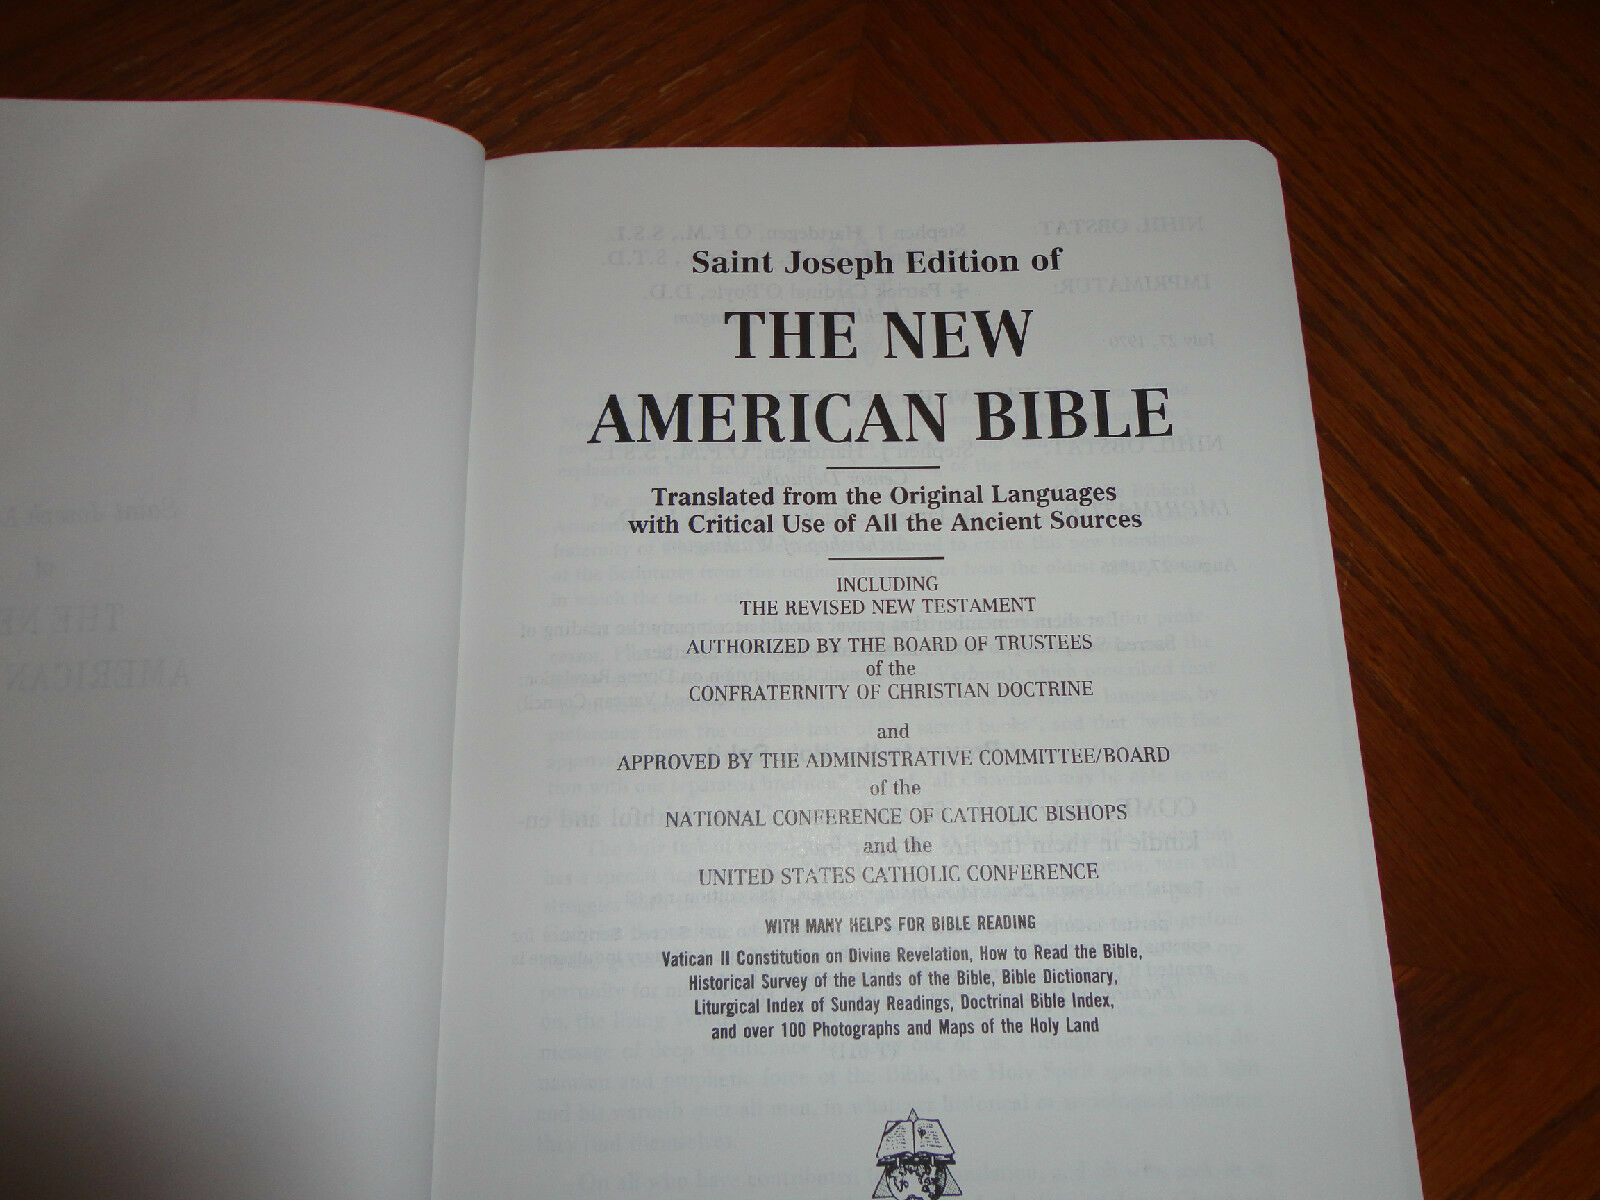 Saint Joseph Edition of
THE NEW
AMERICAN BIBLE
Translated from the Original Languages
with Critical Use of All the Ancient Sources
INCLUDING
THE REVISED NEW TESTAMENT
AUTHORIZED BY THE BOARD OF TRUSTEES
of the
CONFRATERNITY OF CHRISTIAN DOCTRINE
and
APPROVED BY THE ADMINISTRATIVE COMMITTEE/BOARD
of the
NATIONAL CONFERENCE OF CATHOLIC BISHOPS
and the
UNITED STATES CATHOLIC CONFERENCE
WITH MANY HELPS FOR BIBLE READING
Vatican II Constitution on Divine Revelation, How to Read the Bible,
Historical Survey of the Lands of the Bible, Bible Dictionary,
Liturgical Index of Sunday Readings, Doctrinal Bible Index,
and over 100 Photographs and Maps of the Holy Land